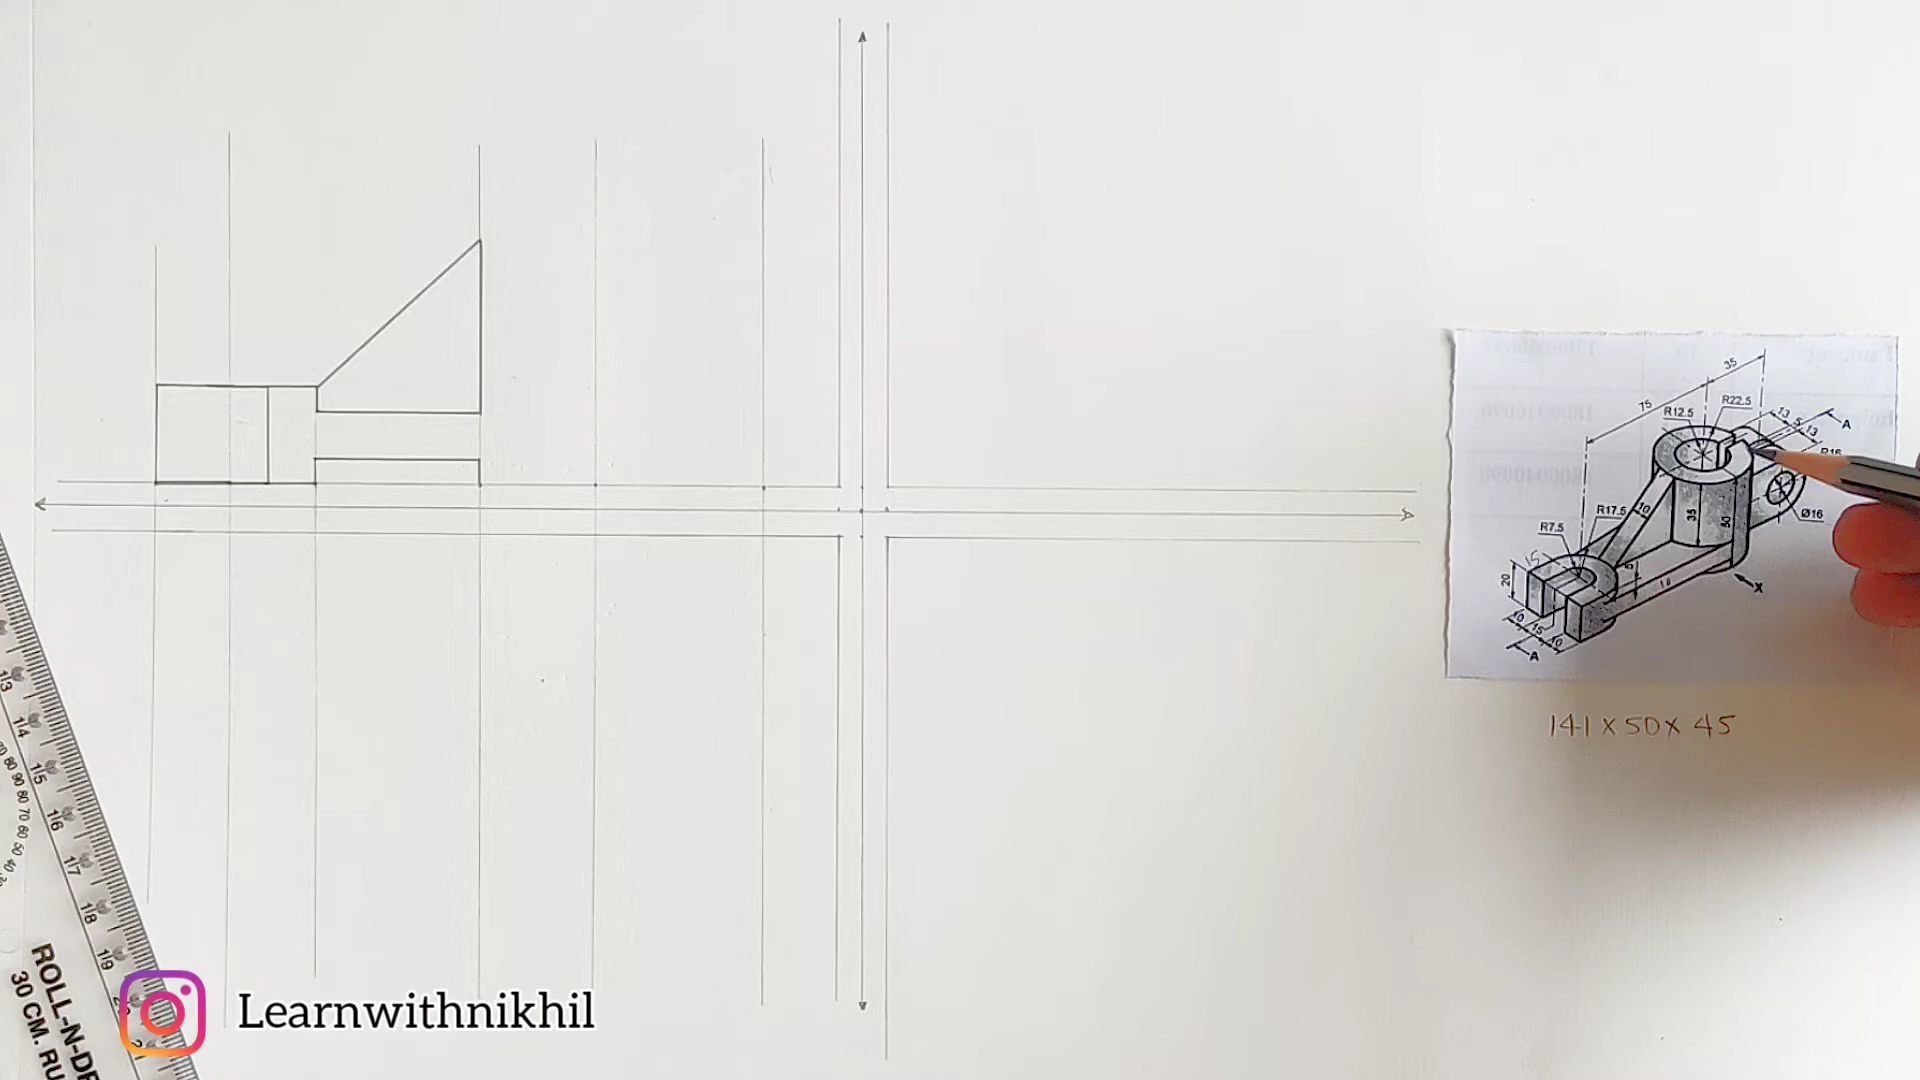 35
75
R22.5
R12.5
13 5 13
A
R16
10
35
50
Ø16
R17.5
R7.5
15
20
5
10
X
10 15 10
A
141 x 50 x 45
13
14
15
16
17
18
19
ROLL-N-DR
30 CM. RU
Learnwithnikhil